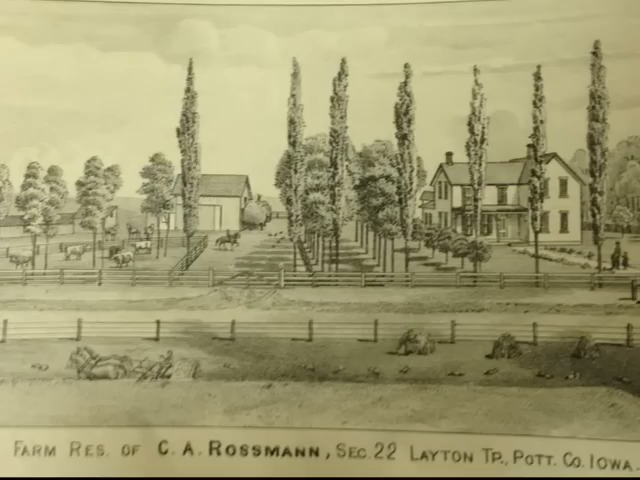 FARM RES. OF C. A. ROSSMANN, SEC. 22 LAYTON TP., POTT. CO. IOWA.